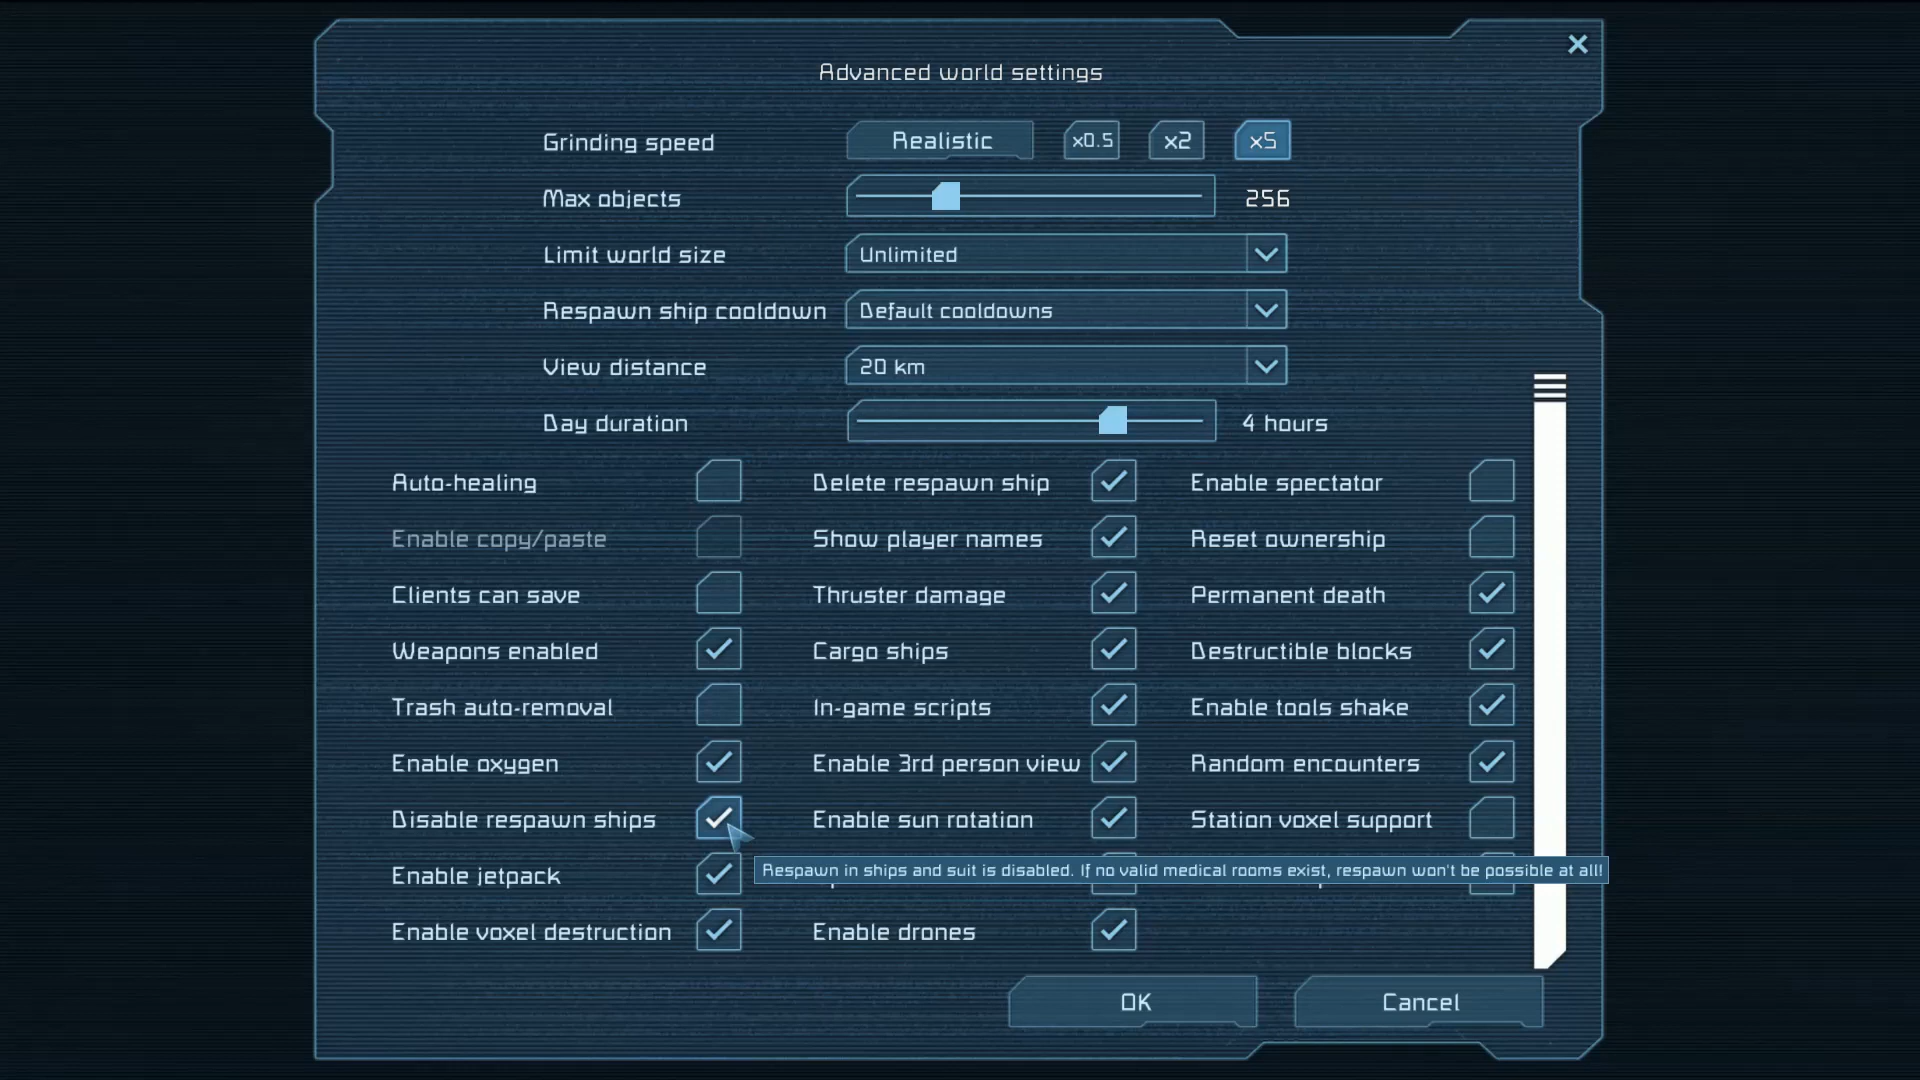 Advanced world settings
Grinding speed Realistic x0.5 x2 x5
Max objects 256
Limit world size Unlimited
Respawn ship cooldown Default cooldowns
View distance 20 km
Day duration 4 hours
Auto-healing Delete respawn ship Enable spectator
Enable copy/paste Show player names Reset ownership
Clients can save Thruster damage Permanent death
Weapons enabled Cargo ships Destructible blocks
Trash auto-removal In-game scripts Enable tools shake
Enable oxygen Enable 3rd person view Random encounters
Disable respawn ships Enable sun rotation Station voxel support
Enable jetpack
Respawn in ships and suit is disabled. If no valid medical rooms exist, respawn won't be possible at all!
Enable voxel destruction Enable drones
OK Cancel